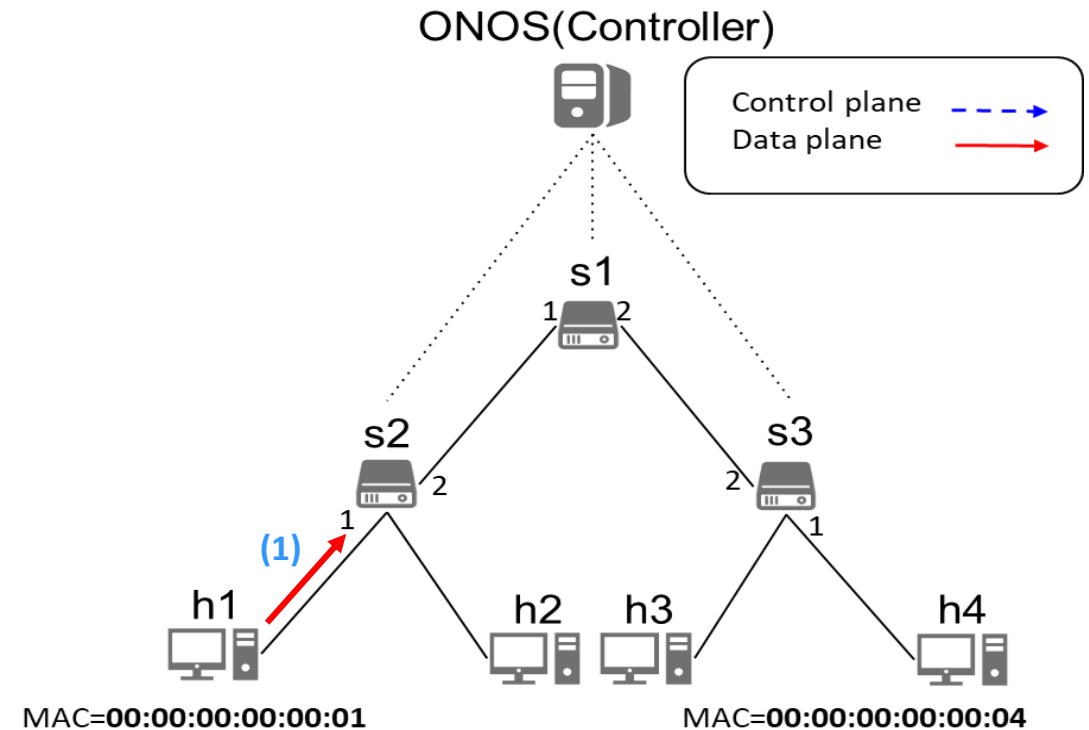 ONOS(Controller)
Control plane
Data plane
s1
1
2
s2
s3
2
2
1
1
(1)
h1
h2
h3
h4
MAC=00:00:00:00:00:01
MAC=00:00:00:00:00:04